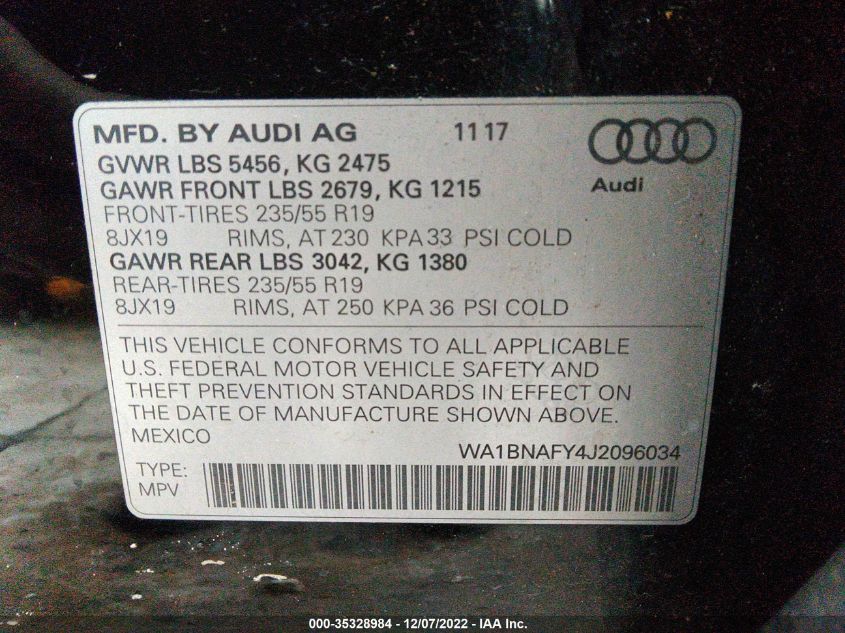 MFD. BY AUDI AG 11 17
GVWR LBS 5456, KG 2475
Audi
GAWR FRONT LBS 2679, KG 1215
FRONT-TIRES 235/55 R19
8JX19 RIMS, AT 230 KPA 33 PSI COLD
GAWR REAR LBS 3042, KG 1380
REAR-TIRES 235/55 R19
8JX19 RIMS, AT 250 KPA 36 PSI COLD
THIS VEHICLE CONFORMS TO ALL APPLICABLE
U.S. FEDERAL MOTOR VEHICLE SAFETY AND
THEFT PREVENTION STANDARDS IN EFFECT ON
THE DATE OF MANUFACTURE SHOWN ABOVE.
MEXICO
WA1BNAFY4J2096034
TYPE:
MPV
000-35328984 - 12/07/2022 - IAA Inc.